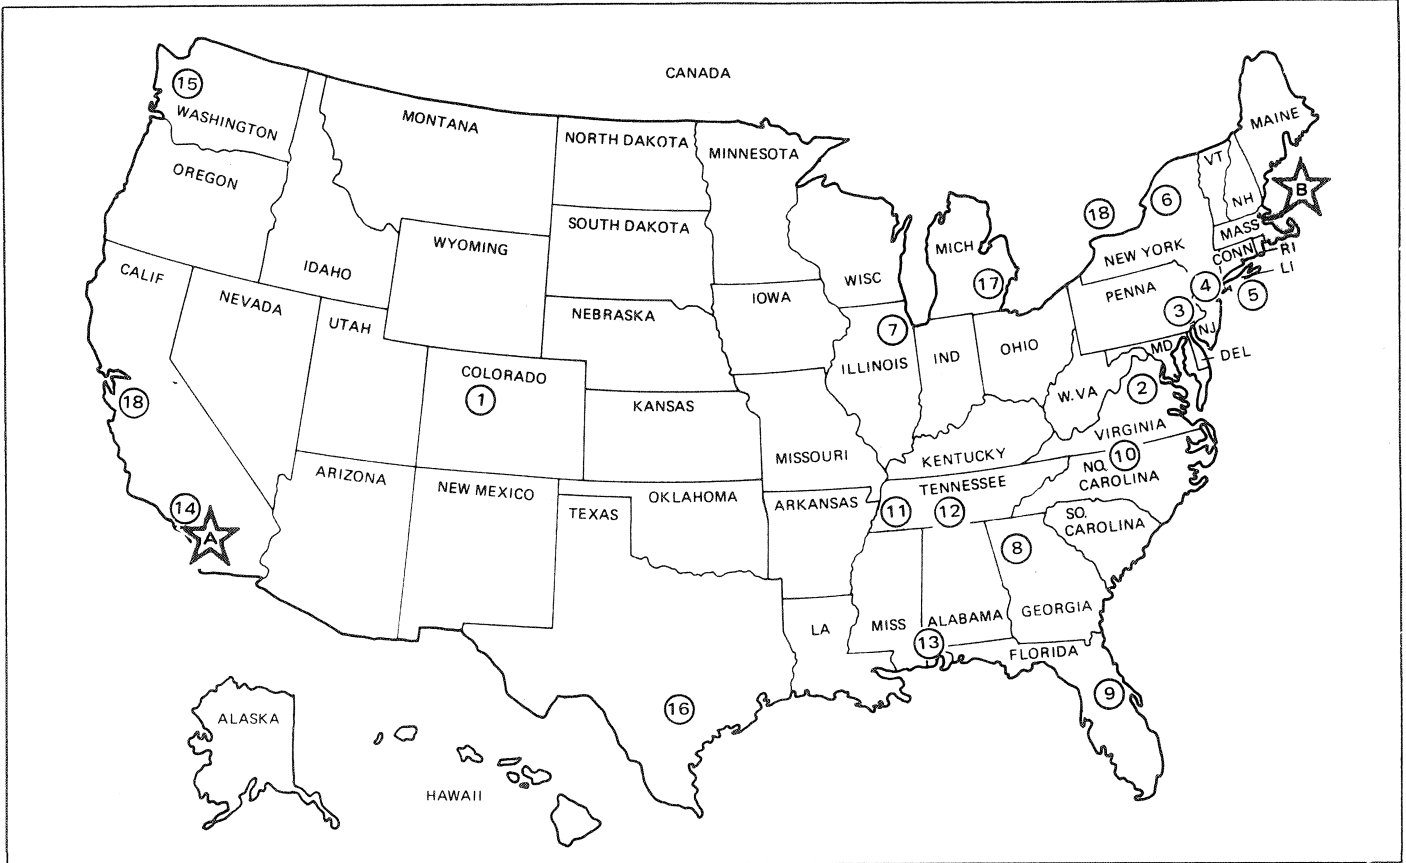 CANADA
15
WASHINGTON
MONTANA
NORTH DAKOTA
MINNESOTA
MAINE
OREGON
VT
B
NH
6
18
WYOMING
SOUTH DAKOTA
MICH
NEW YORK
MASS
CONN
RI
LI
CALIF
IDAHO
NEVADA
UTAH
NEBRASKA
IOWA
WISC
17
PENNA
4
5
3
NJ
7
ILLINOIS
IND
OHIO
MD
DEL
COLORADO
1
KANSAS
W.VA
2
18
MISSOURI
KENTUCKY
VIRGINIA
10
ARIZONA
NEW MEXICO
OKLAHOMA
TEXAS
ARKANSAS
TENNESSEE
NO.
CAROLINA
11
12
SO.
CAROLINA
14
A
8
LA
MISS
ALABAMA
GEORGIA
13
FLORIDA
9
16
ALASKA
HAWAII